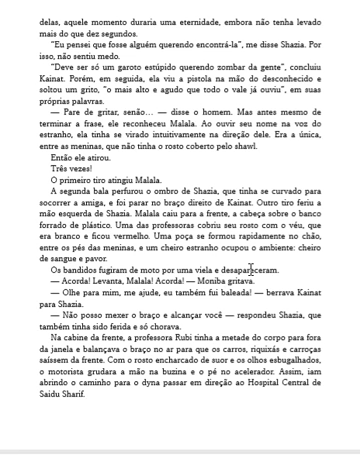 delas, aquele momento duraria uma eternidade, embora não tenha levado
mais do que dez segundos.
"Eu pensei que fosse alguém querendo encontrá-la", me disse Shazia. Por
isso, não sentiu medo.
"Deve ser só um garoto estúpido querendo zombar da gente", concluiu
Kainat. Porém, em seguida, ela viu a pistola na mão do desconhecido e
soltou um grito, "o mais alto e agudo que todo o vale já ouviu", em suas
próprias palavras.
— Pare de gritar, senão... — disse o homem. Mas antes mesmo de
terminar a frase, ele reconheceu Malala. Ao ouvir seu nome na voz do
estranho, ela tinha se virado intuitivamente na direção dele. Era a única,
entre as meninas, que não tinha o rosto coberto pelo shawl.
Então ele atirou.
Três vezes!
O primeiro tiro atingiu Malala.
A segunda bala perfurou o ombro de Shazia, que tinha se curvado para
socorrer a amiga, e foi parar no braço direito de Kainat. Outro tiro feriu a
mão esquerda de Shazia. Malala caiu para a frente, a cabeça sobre o banco
forrado de plástico. Uma das professoras cobriu seu rosto com o véu, que
era branco e ficou vermelho. Uma poça se formou rapidamente no chão,
entre os pés das meninas, e um cheiro estranho ocupou o ambiente: cheiro
de sangue e pavor.
Os bandidos fugiram de moto por uma viela e desapareceram.
— Acorda! Levanta, Malala! Acorda! — Moniba gritava.
— Olhe para mim, me ajude, eu também fui baleada! — berrava Kainat
para Shazia.
— Não posso mexer o braço e alcançar você — respondeu Shazia, que
também tinha sido ferida e só chorava.
Na cabine da frente, a professora Rubi tinha a metade do corpo para fora
da janela e balançava o braço no ar para que os carros, riquixás e carroças
saíssem da frente. Com o rosto encharcado de suor e os olhos esbugalhados,
o motorista grudara a mão na buzina e o pé no acelerador. Assim, iam
abrindo o caminho para o dyna passar em direção ao Hospital Central de
Saidu Sharif.